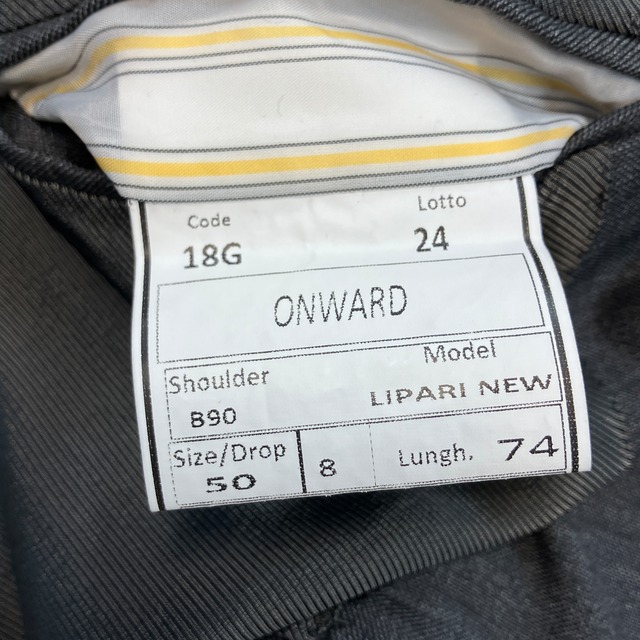 Code Lotto
18G 24
ONWARD
Shoulder Model
B90 LIPARI NEW
Size/Drop 8 Lungh. 74
50